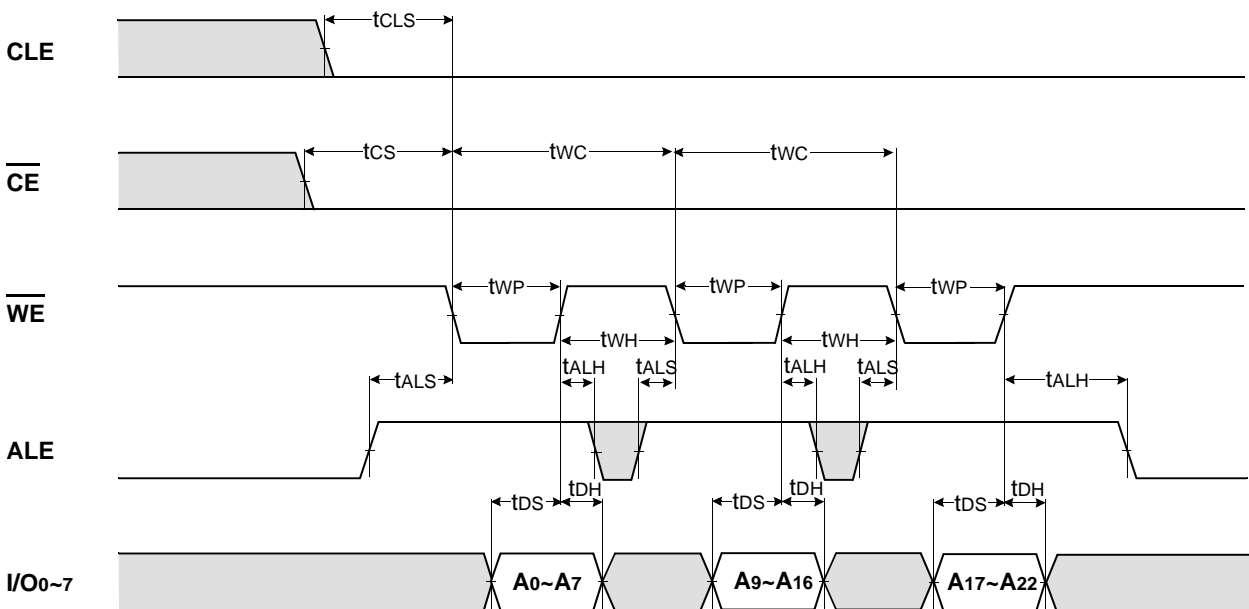 tCLS
CLE
tCS tWC tWC
CE
tWP tWP tWP
WE
tWH tWH
tALS tALH tALS tALH tALS tALH
ALE
tDS tDH tDS tDH tDS tDH
I/O0~7 A0~A7 A9~A16 A17~A22